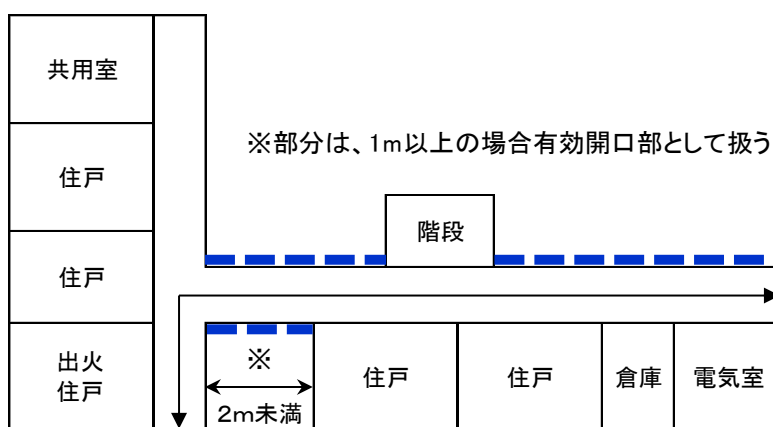 共用室
※部分は、1m以上の場合有効開口部として扱う
住戸
階段
住戸
出火
住戸
※
2m未満
住戸
住戸
倉庫
電気室